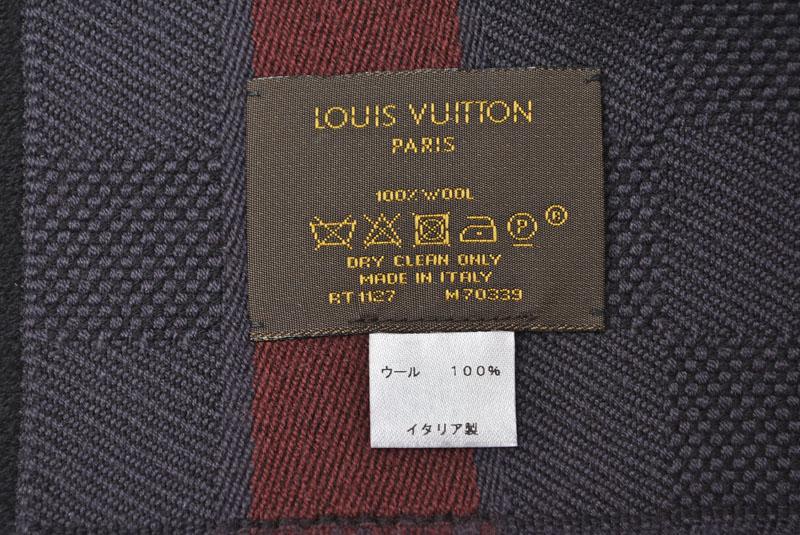 LOUIS VUITTON
PARIS
100% WOOL
P ®
DRY CLEAN ONLY
MADE IN ITALY
RT1127 M70339
ウール 100%
イタリア製